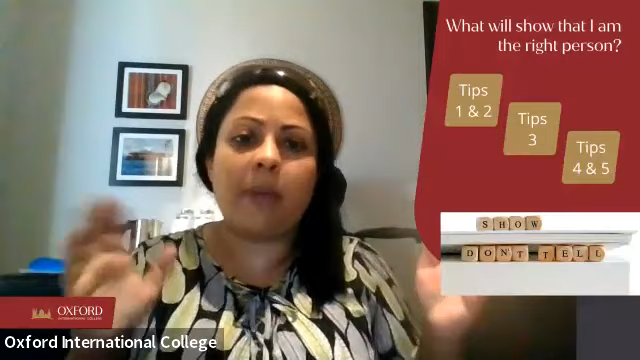 What will show that I am
the right person?
Tips
1 & 2
Tips
3
Tips
4 & 5
SHOW
DON'T TELL
OXFORD
INTERNATIONAL COLLEGE
Oxford International College